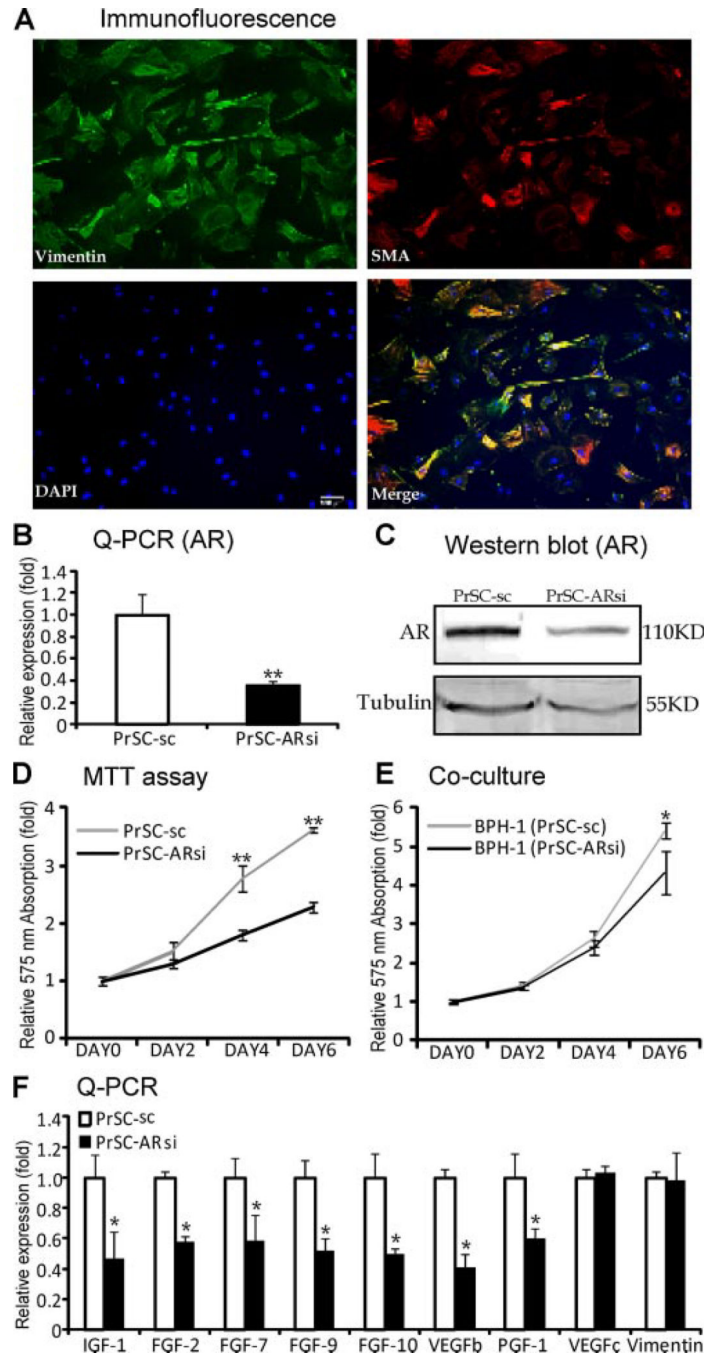 A Immunofluorescence
Vimentin
SMA
DAPI
Merge
B Q-PCR (AR)
Relative expression (fold)
1.4
1.2
1.0
0.8
0.6
0.4
0.2
0
**
PrSC-sc PrSC-ARsi
C Western blot (AR)
PrSC-sc PrSC-ARsi
AR 110KD
Tubulin 55KD
D MTT assay
Relative 575 nm Absorption (fold)
4
3
2
1
0
PrSC-sc
PrSC-ARsi
** **
DAY0 DAY2 DAY4 DAY6
E Co-culture
Relative 575 nm Absorption (fold)
6
5
4
3
2
1
0
BPH-1 (PrSC-sc)
BPH-1 (PrSC-ARsi)
*
DAY0 DAY2 DAY4 DAY6
F Q-PCR
Relative expression (fold)
1.4
1.2
1.0
0.8
0.6
0.4
0.2
0
PrSC-sc
PrSC-ARsi
* * * * * * *
IGF-1 FGF-2 FGF-7 FGF-9 FGF-10 VEGFb PGF-1 VEGFc Vimentin